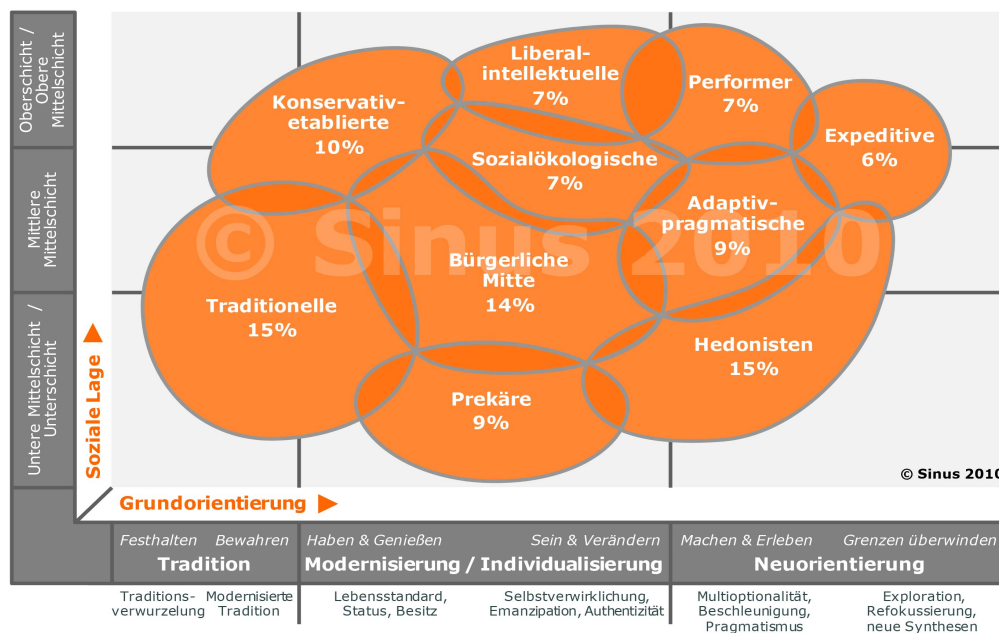 Oberschicht /
Obere
Mittelschicht
Mittlere
Mittelschicht
Untere Mittelschicht /
Unterschicht
Soziale Lage
Konservativ-
etablierte
10%
Liberal-
intellektuelle
7%
Performer
7%
Expeditive
6%
Sozialökologische
7%
Adaptiv-
pragmatische
9%
© Sinus 2010
Bürgerliche
Mitte
14%
Traditionelle
15%
Hedonisten
15%
Prekäre
9%
© Sinus 2010
Grundorientierung
Festhalten Bewahren
Tradition
Haben & Genießen Sein & Verändern
Modernisierung / Individualisierung
Machen & Erleben Grenzen überwinden
Neuorientierung
Traditions-
verwurzelung
Modernisierte
Tradition
Lebensstandard,
Status, Besitz
Selbstverwirklichung,
Emanzipation, Authentizität
Multioptionalität,
Beschleunigung,
Pragmatismus
Exploration,
Refokussierung,
neue Synthesen